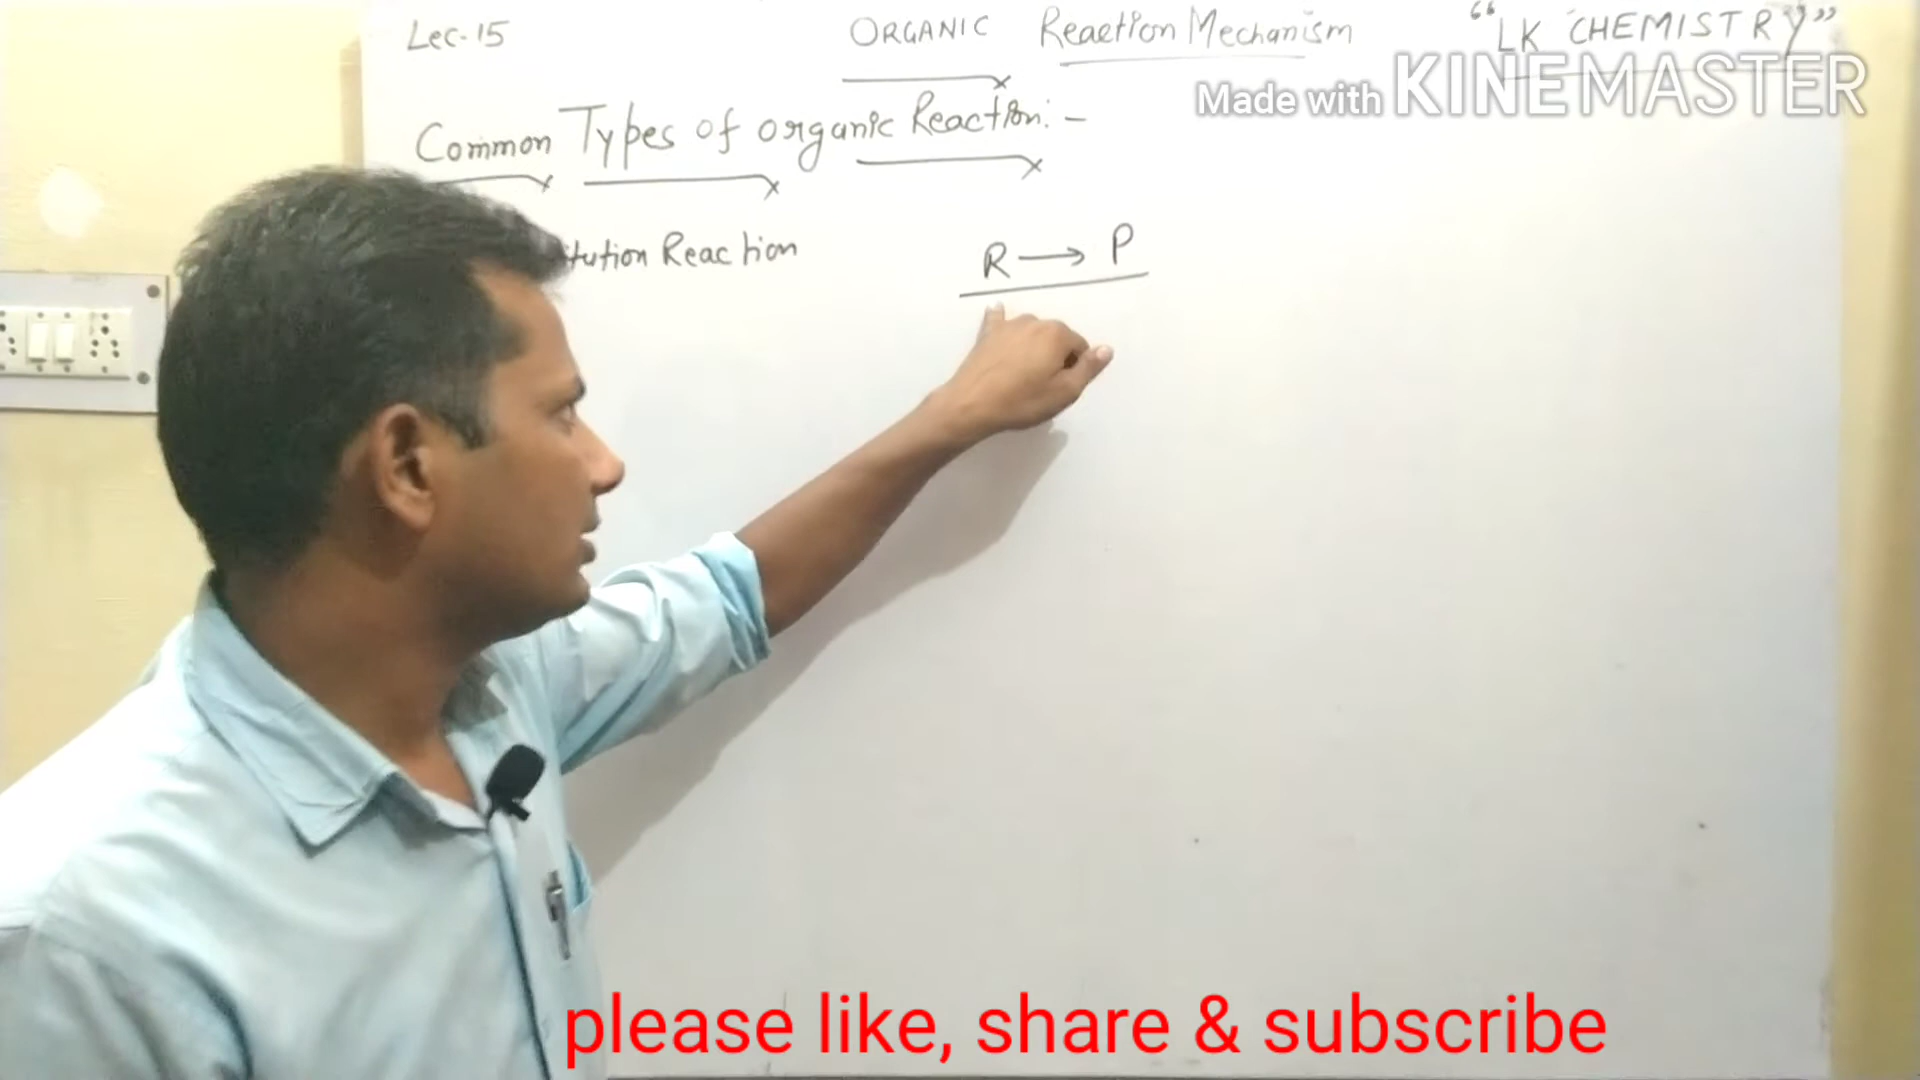 Lec-15
ORGANIC Reaction Mechanism
“LK CHEMISTRY”
Made with KINEMASTER
Common Types of organic Reaction:-
Reaction
R → P
please like, share & subscribe